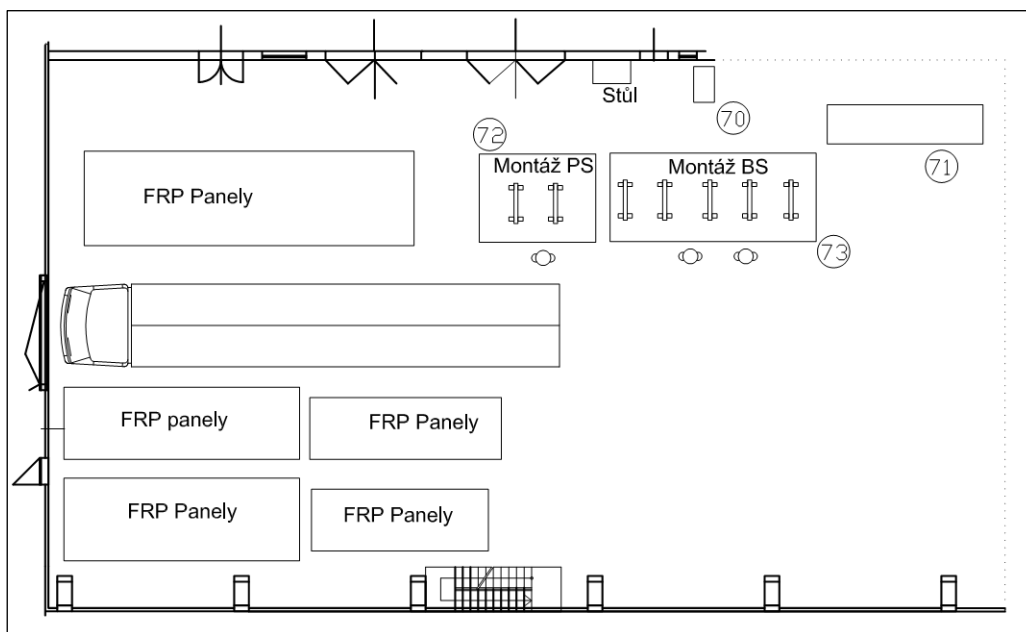 Stůl
70
72
71
Montáž PS
Montáž BS
FRP Panely
73
FRP panely
FRP Panely
FRP Panely
FRP Panely